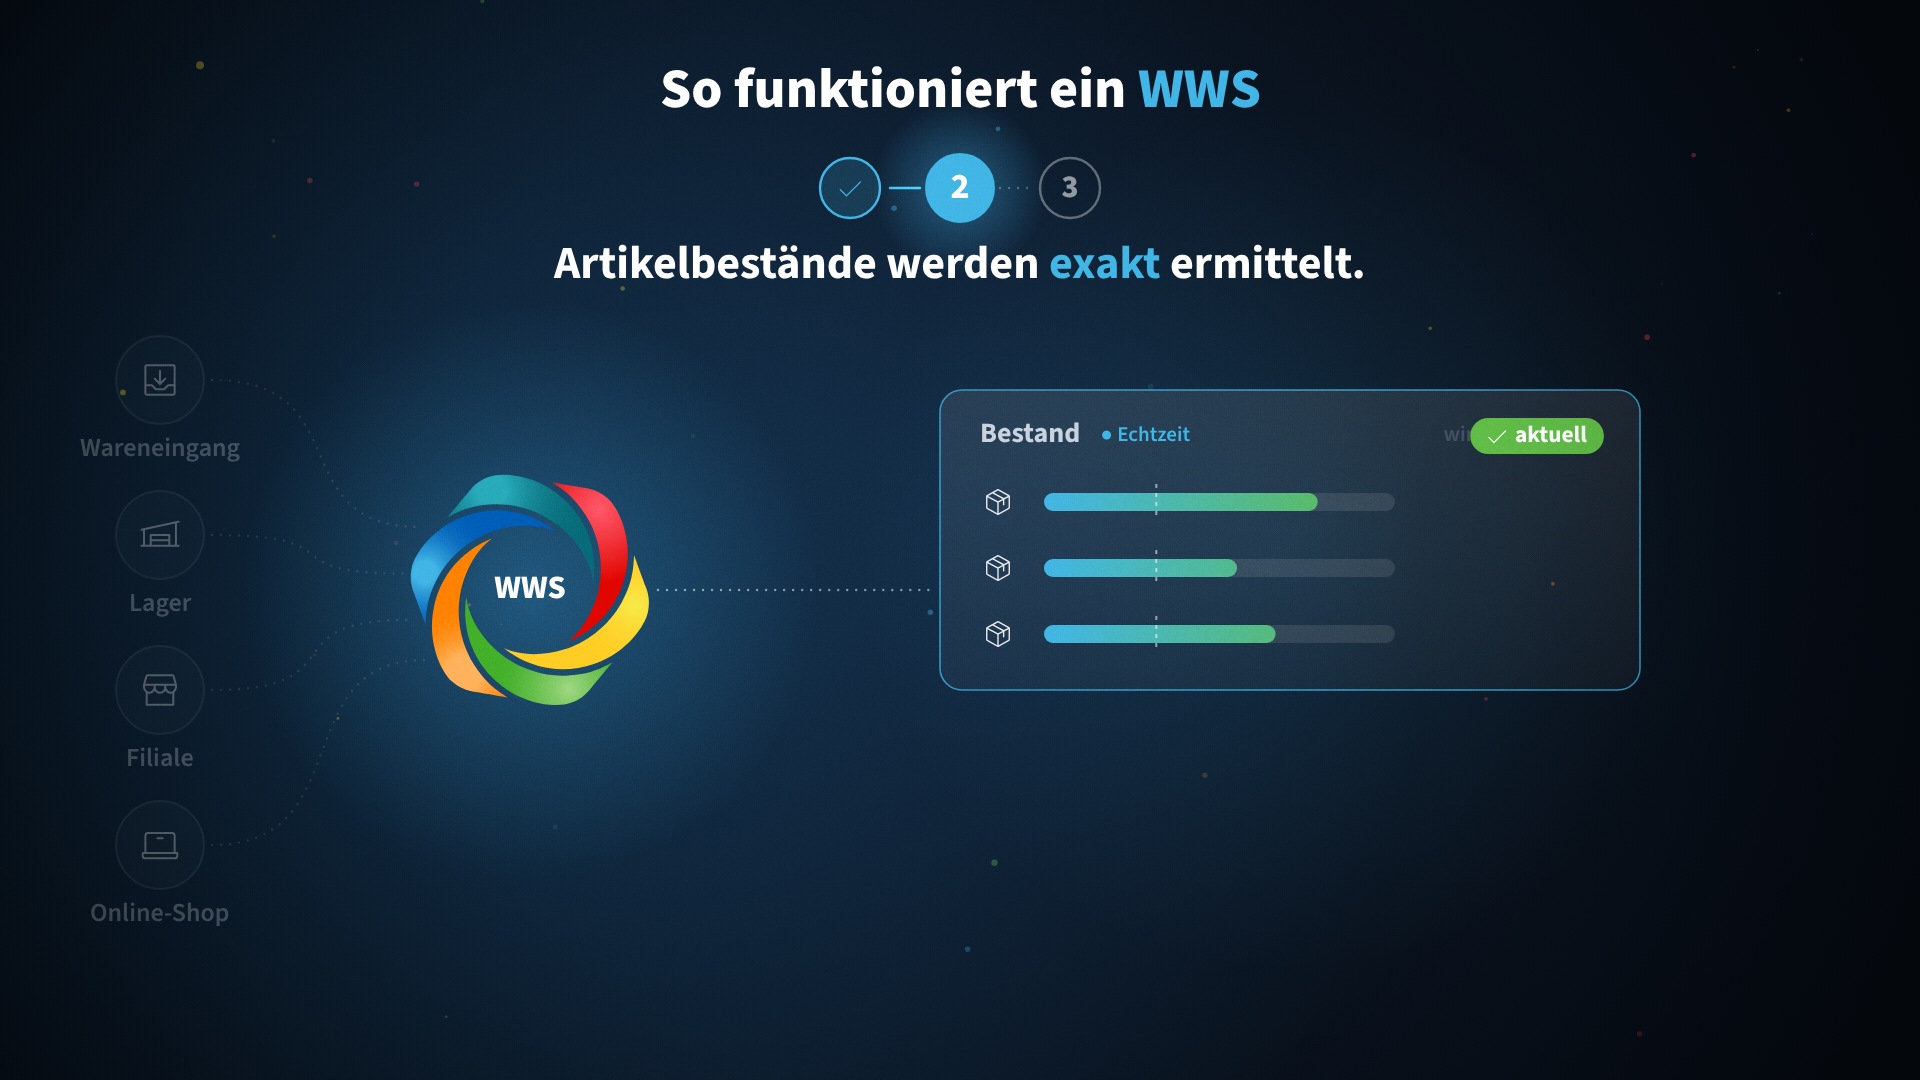 So funktioniert ein WWS
2
3
Artikelbestände werden exakt ermittelt.
Wareneingang
Lager
Filiale
Online-Shop
WWS
Bestand
Echtzeit
aktuell